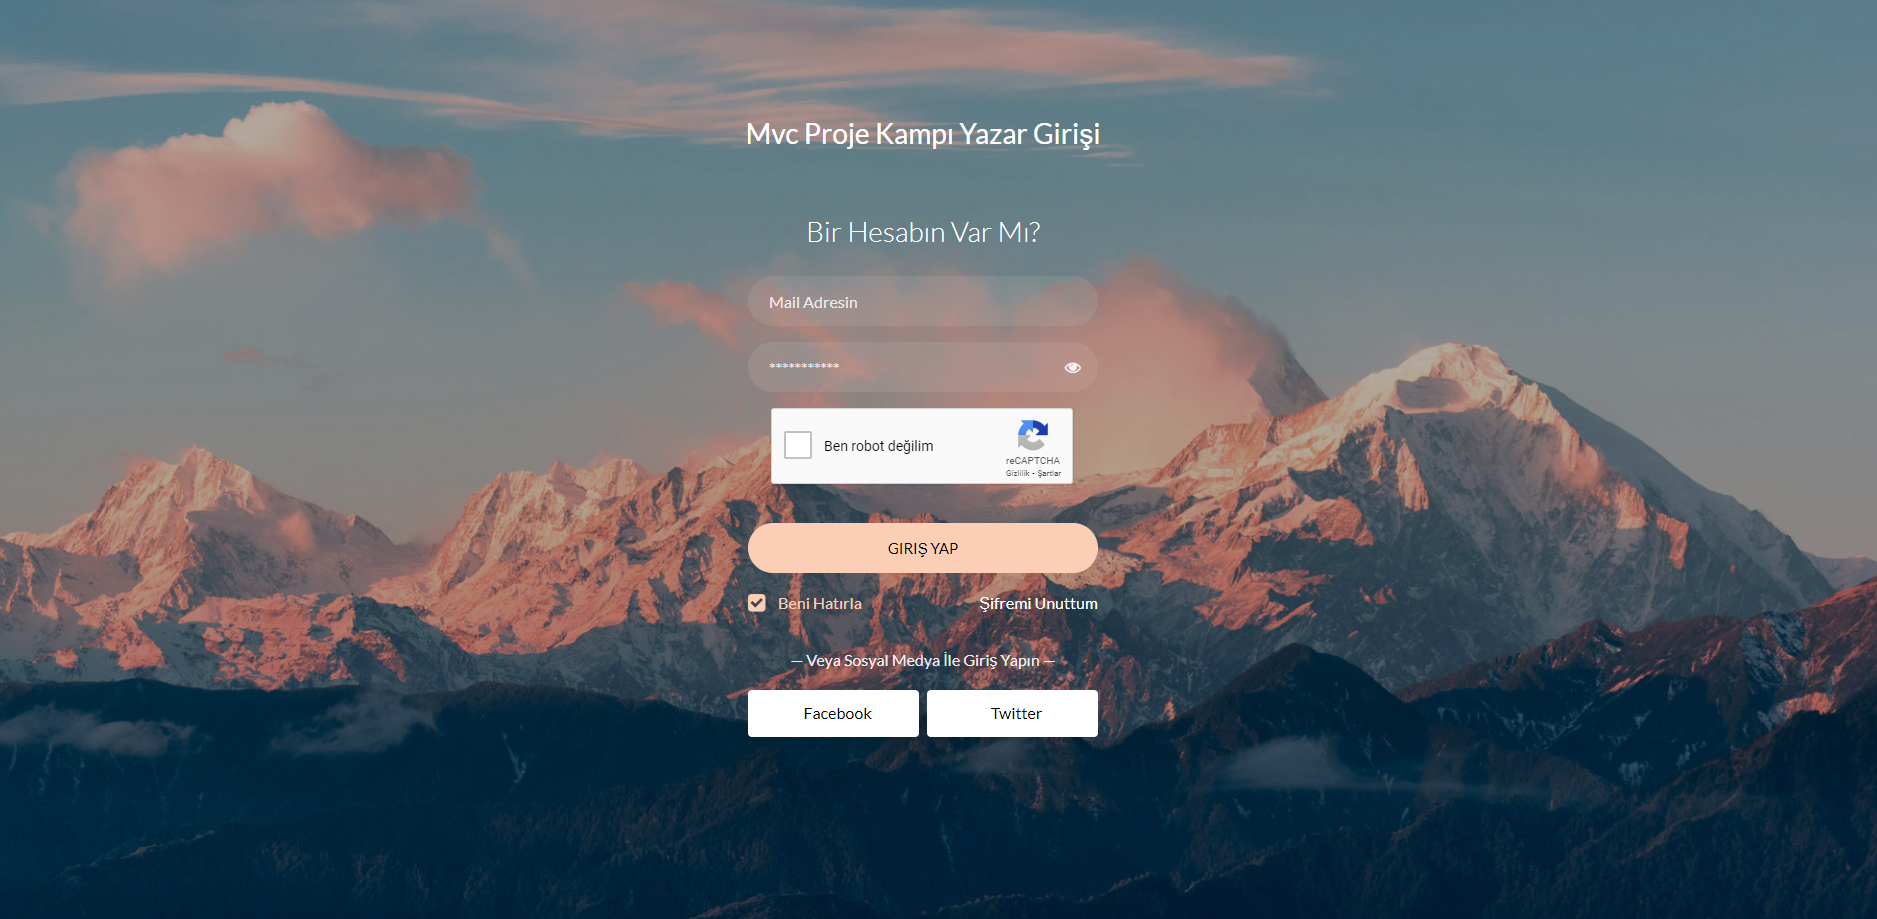 Mvc Proje Kampı Yazar Girişi
Bir Hesabın Var Mı?
Mail Adresin
***********
Ben robot değilim
reCAPTCHA
Gizlilik - Şartlar
GIRIŞ YAP
Beni Hatırla Şifremi Unuttum
— Veya Sosyal Medya İle Giriş Yapın —
Facebook Twitter